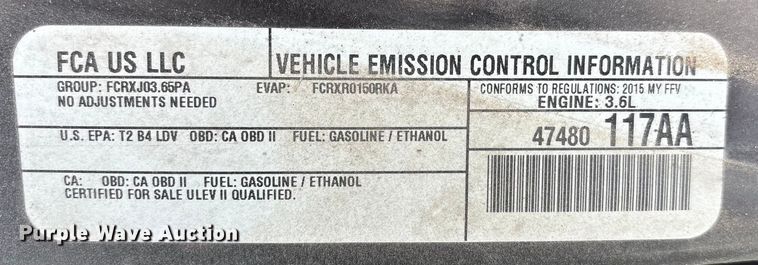 FCA US LLC
VEHICLE EMISSION CONTROL INFORMATION
GROUP: FCRXJ03.65PA EVAP: FCRXR0150RKA
NO ADJUSTMENTS NEEDED
CONFORMS TO REGULATIONS: 2015 MY FFV
ENGINE: 3.6L
U.S. EPA: T2 B4 LDV OBD: CA OBD II FUEL: GASOLINE / ETHANOL
47480 117AA
CA: OBD: CA OBD II FUEL: GASOLINE / ETHANOL
CERTIFIED FOR SALE ULEV II QUALIFIED.
Purple Wave Auction